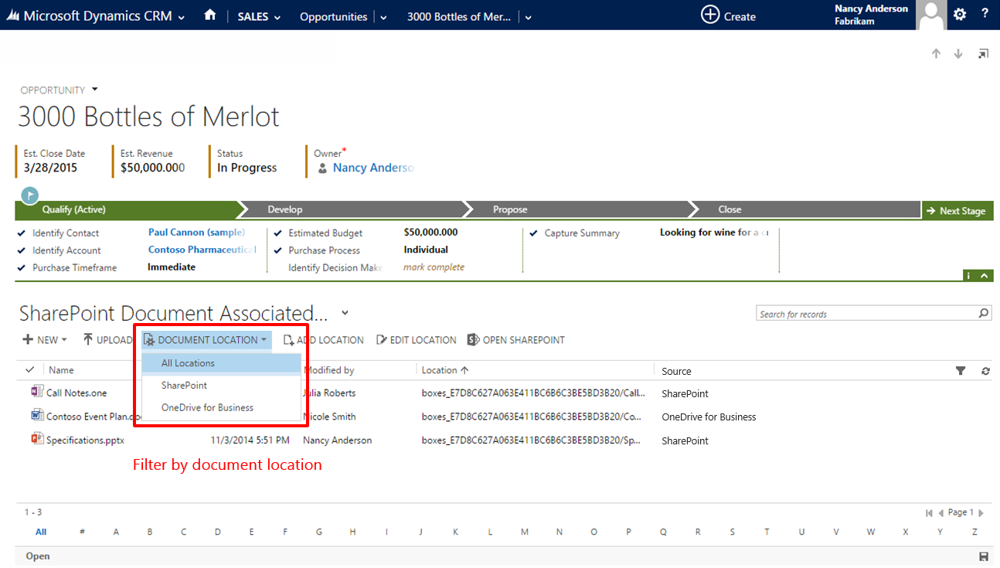 Microsoft Dynamics CRM SALES Opportunities 3000 Bottles of Mer... Create Nancy Anderson Fabrikam ?
OPPORTUNITY
3000 Bottles of Merlot
Est. Close Date Est. Revenue Status Owner*
3/28/2015 $50,000.000 In Progress Nancy Anderso
Qualify (Active) Develop Propose Close Next Stage
Identify Contact Paul Cannon (sample) Estimated Budget $50,000.000 Capture Summary Looking for wine for a
Identify Account Contoso Pharmaceutical Purchase Process Individual
Purchase Timeframe Immediate Identify Decision Make mark complete
i
SharePoint Document Associated...
Search for records
NEW UPLOAD DOCUMENT LOCATION ADD LOCATION EDIT LOCATION OPEN SHAREPOINT
All Locations
SharePoint
OneDrive for Business
Name Modified by Location Source
Call Notes.one Julia Roberts boxes_E7D8C627A063E411BC6B6C3BE5BD3B20/Call... SharePoint
Contoso Event Plan.do Nicole Smith boxes_E7D8C627A063E411BC6B6C3BE5BD3B20/Co... OneDrive for Business
Specifications.pptx 11/3/2014 5:51 PM Nancy Anderson boxes_E7D8C627A063E411BC6B6C3BE5BD3B20/Sp... SharePoint
Filter by document location
1 - 3 Page 1
All # A B C D E F G H I J K L M N O P Q R S T U V W X Y Z
Open